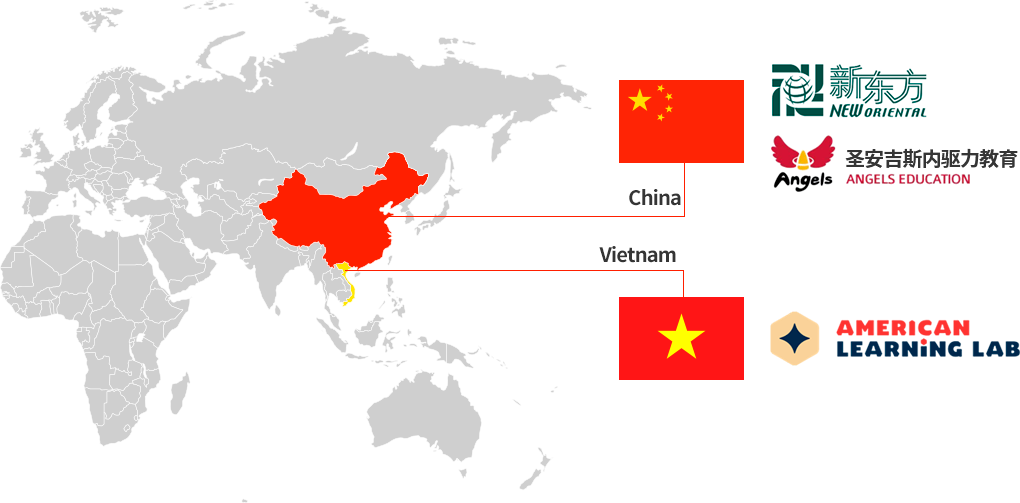 新东方
NEW ORIENTAL
Angels
圣安吉斯内驱力教育
ANGELS EDUCATION
China
Vietnam
AMERICAN
LEARNiNG LAB